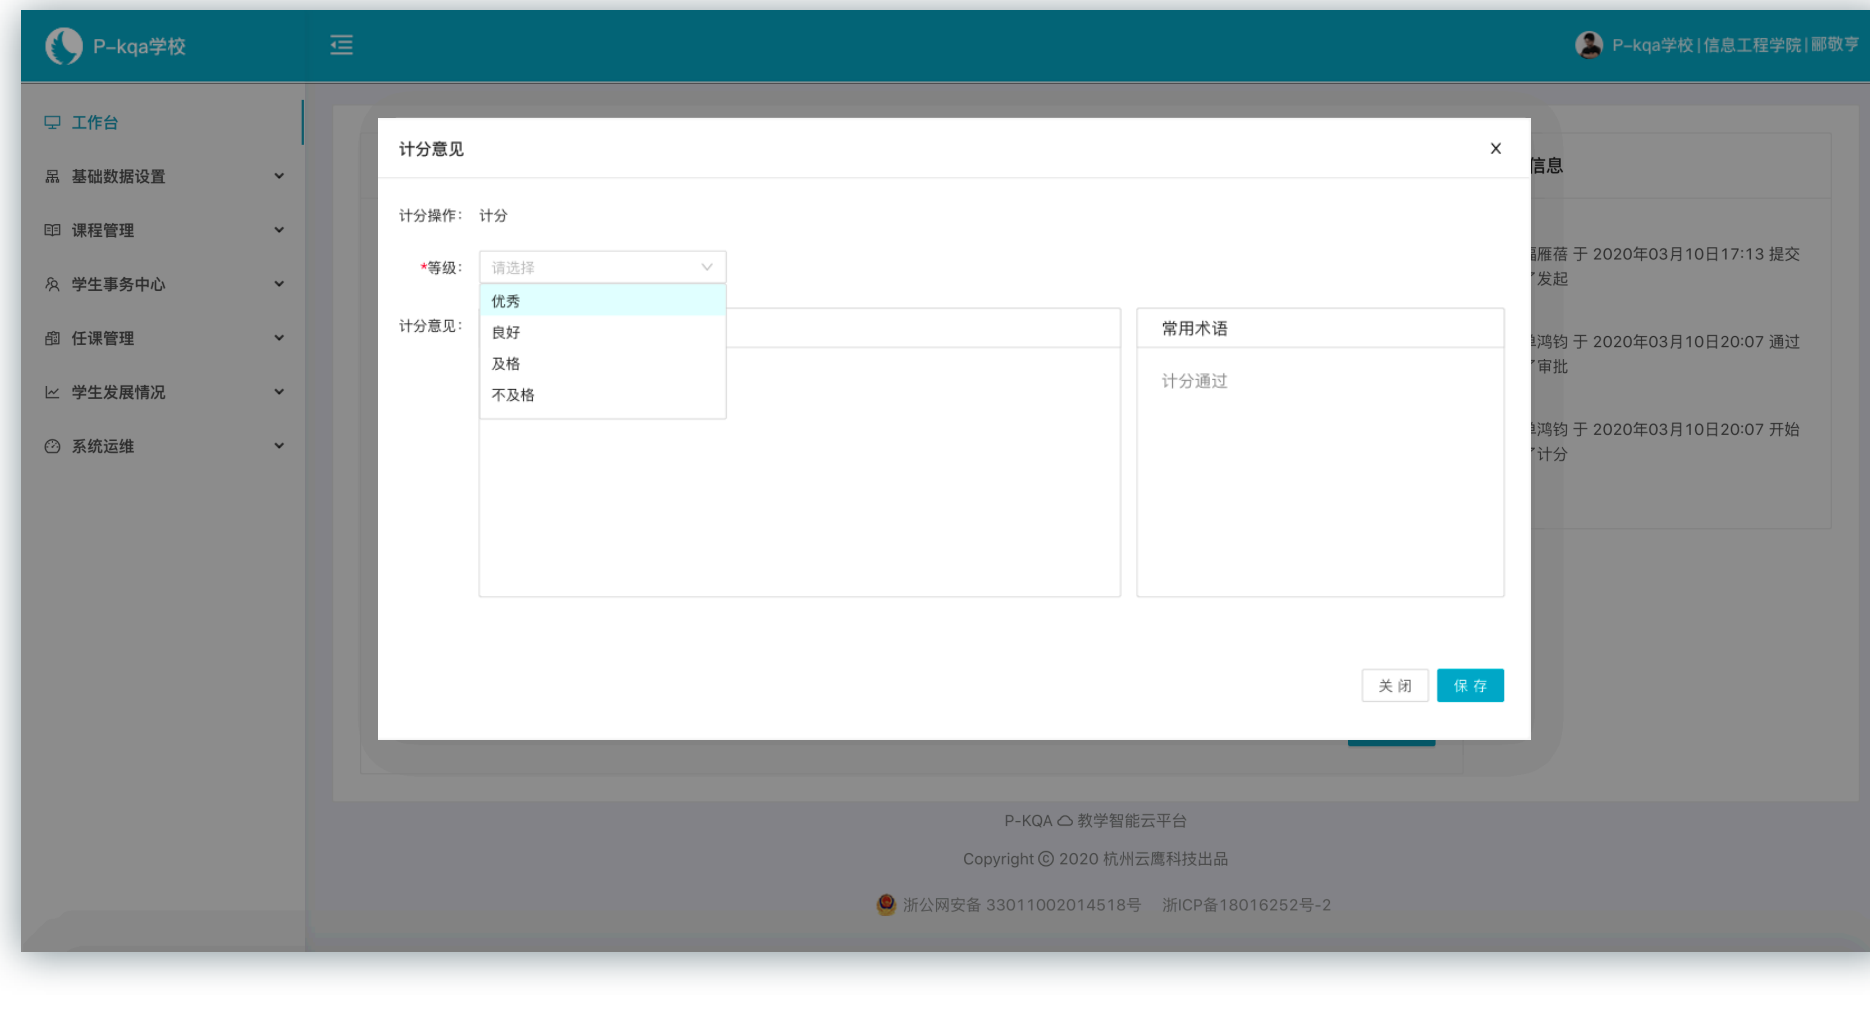 P-kqa学校
P-kqa学校|信息工程学院|郦敬亨
工作台
基础数据设置
课程管理
学生事务中心
任课管理
学生发展情况
系统运维
计分意见
x
计分操作: 计分
*等级: 请选择
优秀
良好
及格
不及格
计分意见:
常用术语
计分通过
关 闭
保 存
信息
雁蓓 于 2020年03月10日17:13 提交
了发起
鸿钧 于 2020年03月10日20:07 通过
了审批
鸿钧 于 2020年03月10日20:07 开始
了计分
P-KQA 教学智能云平台
Copyright © 2020 杭州云鹰科技出品
浙公网安备 33011002014518号 浙ICP备18016252号-2